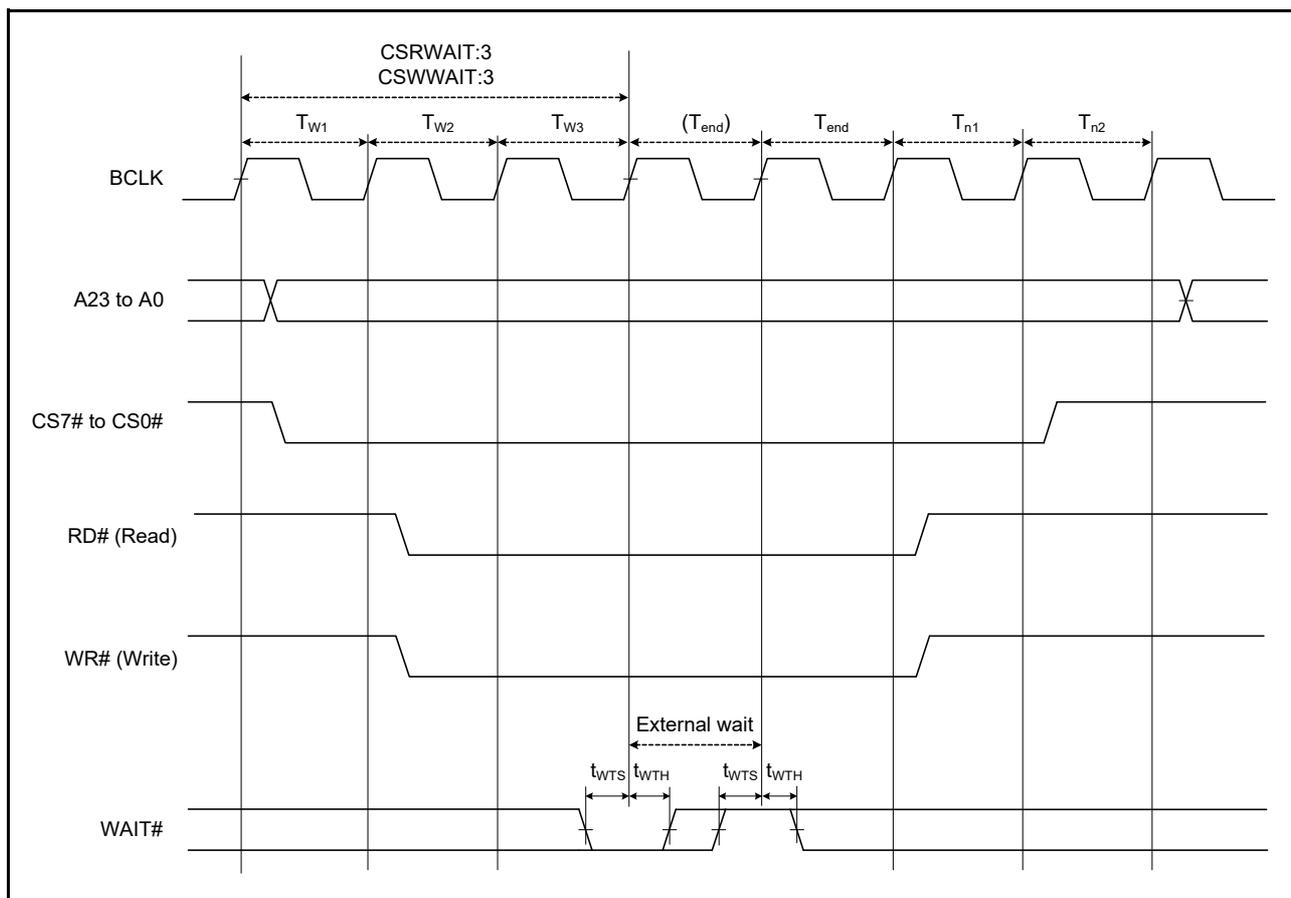 CSRWAIT:3
CSWWAIT:3
TW1 TW2 TW3 (Tend) Tend Tn1 Tn2
BCLK
A23 to A0
CS7# to CS0#
RD# (Read)
WR# (Write)
External wait
tWTS tWTH tWTS tWTH
WAIT#